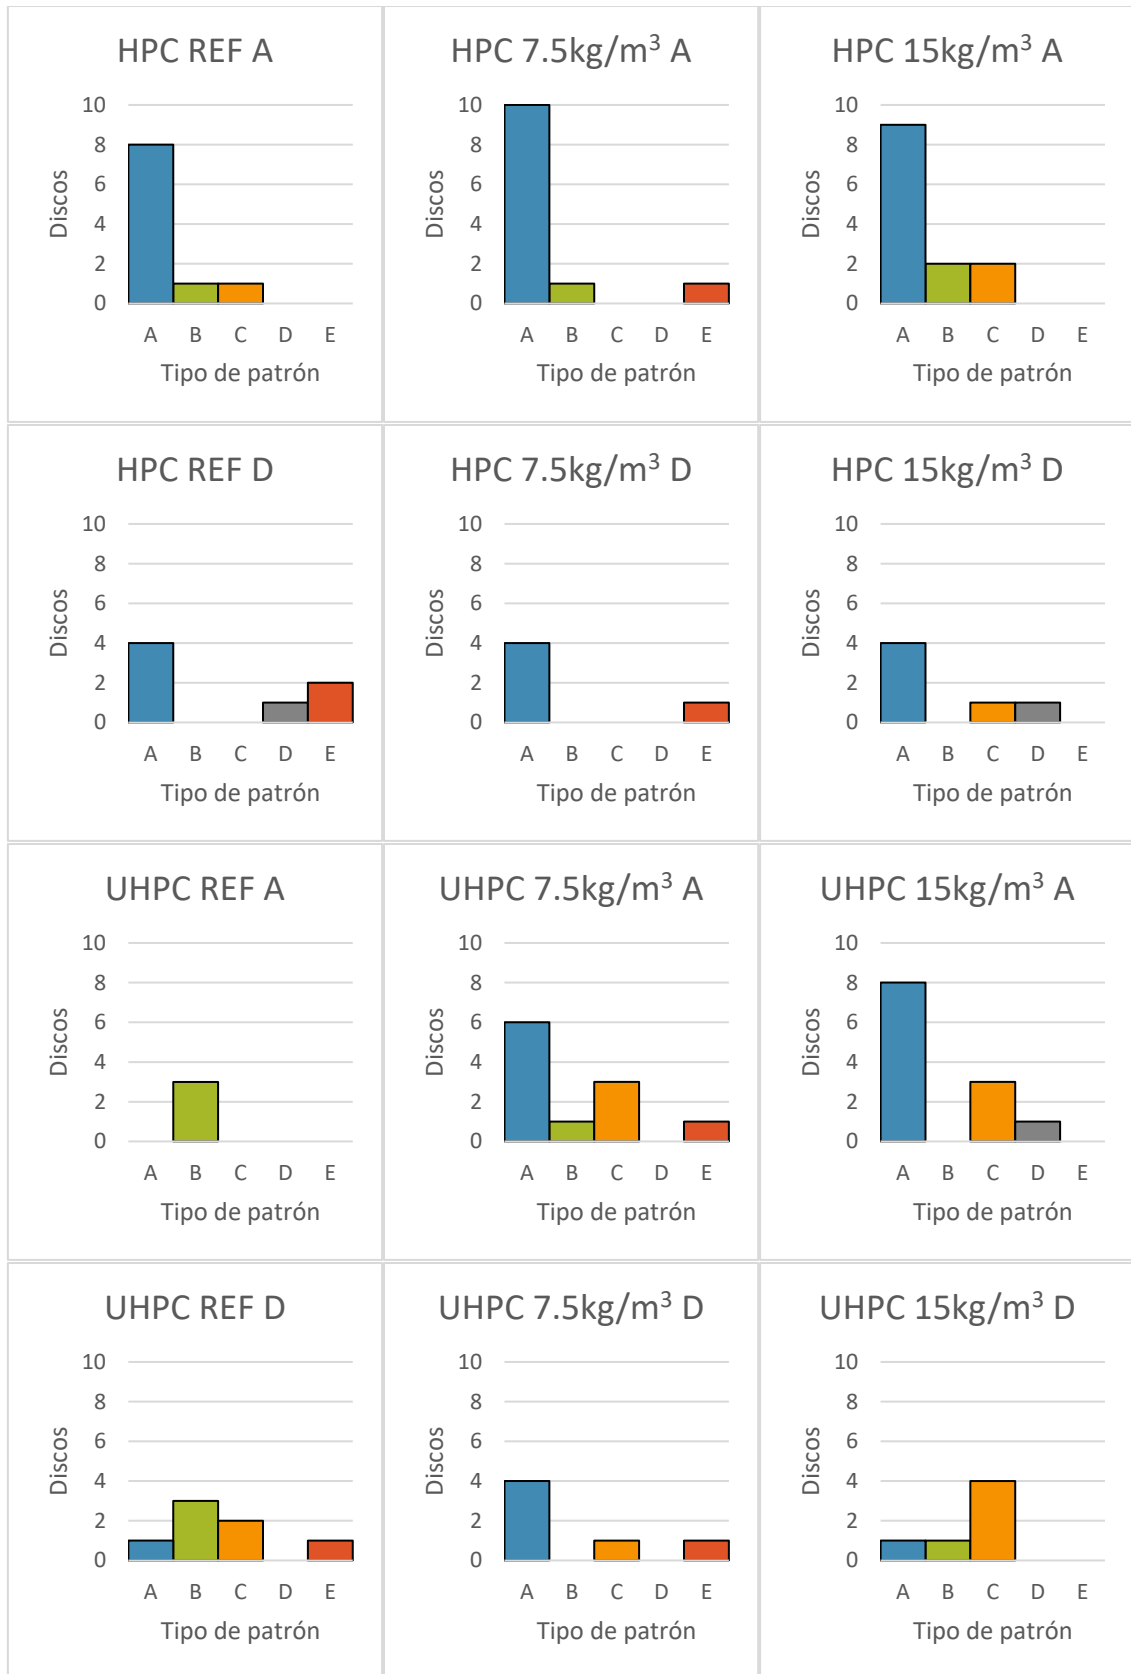 HPC REF A
Discos
10
8
6
4
2
0
A B C D E
Tipo de patrón
HPC 7.5kg/m³ A
Discos
10
8
6
4
2
0
A B C D E
Tipo de patrón
HPC 15kg/m³ A
Discos
10
8
6
4
2
0
A B C D E
Tipo de patrón
HPC REF D
Discos
10
8
6
4
2
0
A B C D E
Tipo de patrón
HPC 7.5kg/m³ D
Discos
10
8
6
4
2
0
A B C D E
Tipo de patrón
HPC 15kg/m³ D
Discos
10
8
6
4
2
0
A B C D E
Tipo de patrón
UHPC REF A
Discos
10
8
6
4
2
0
A B C D E
Tipo de patrón
UHPC 7.5kg/m³ A
Discos
10
8
6
4
2
0
A B C D E
Tipo de patrón
UHPC 15kg/m³ A
Discos
10
8
6
4
2
0
A B C D E
Tipo de patrón
UHPC REF D
Discos
10
8
6
4
2
0
A B C D E
Tipo de patrón
UHPC 7.5kg/m³ D
Discos
10
8
6
4
2
0
A B C D E
Tipo de patrón
UHPC 15kg/m³ D
Discos
10
8
6
4
2
0
A B C D E
Tipo de patrón